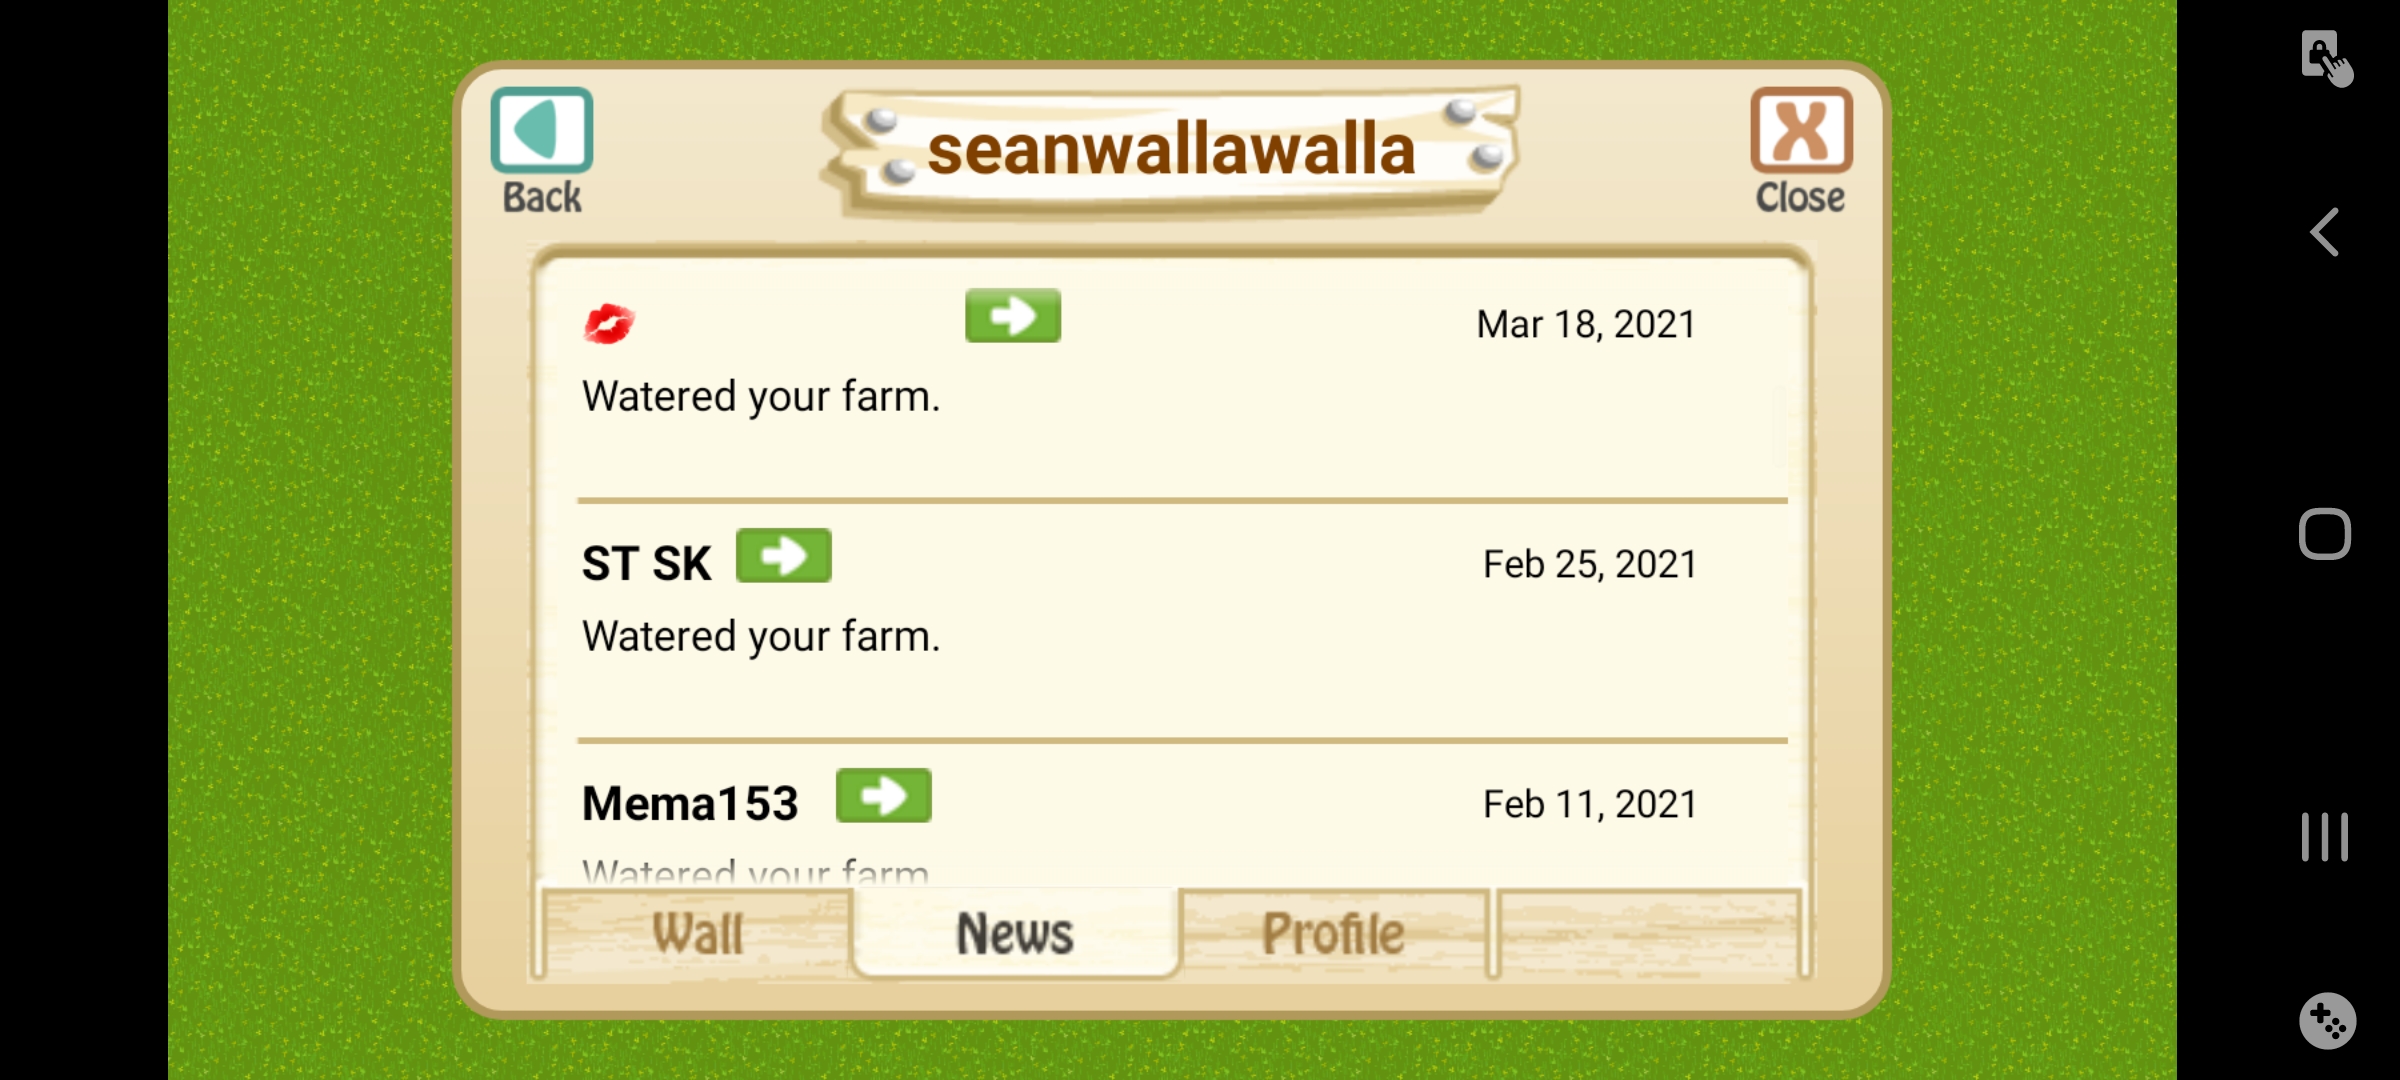 Back
seanwallawalla
Close
💋
Mar 18, 2021
Watered your farm.
ST SK
Feb 25, 2021
Watered your farm.
Mema153
Feb 11, 2021
Watered your farm
Wall
News
Profile